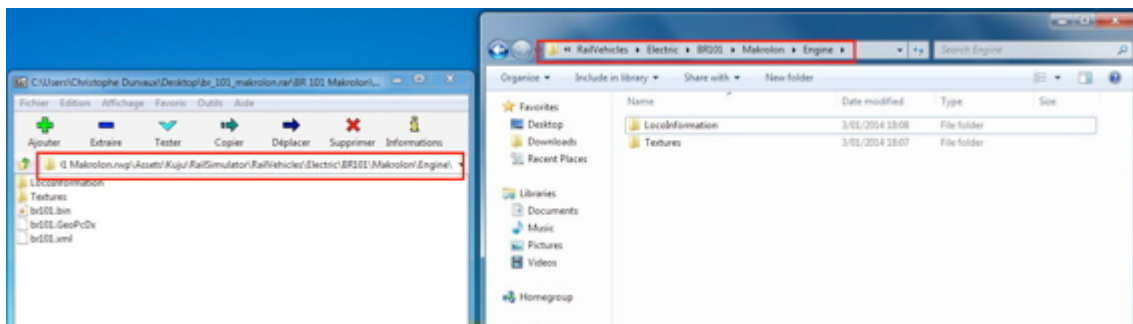 C:\Users\Christophe Durvaux\Desktop\br_101_makrolon.rar\BR 101 Makrolon\...
Fichier Edition Affichage Favoris Outils Aide
Ajouter Extraire Tester Copier Déplacer Supprimer Informations
Makrolon.rwp\Assets\Kuju\RailSimulator\RailVehicles\Electric\BR101\Makrolon\Engine\
LocoInformation
Textures
br101.bin
br101.GeoPcDx
br101.xml
« RailVehicles ▸ Electric ▸ BR101 ▸ Makrolon ▸ Engine ▸
Search Engine
Organize Include in library Share with New folder
Favorites
Desktop
Downloads
Recent Places
Libraries
Documents
Music
Pictures
Videos
Homegroup
Name Date modified Type Size
LocoInformation 3/01/2014 18:08 File folder
Textures 3/01/2014 18:07 File folder